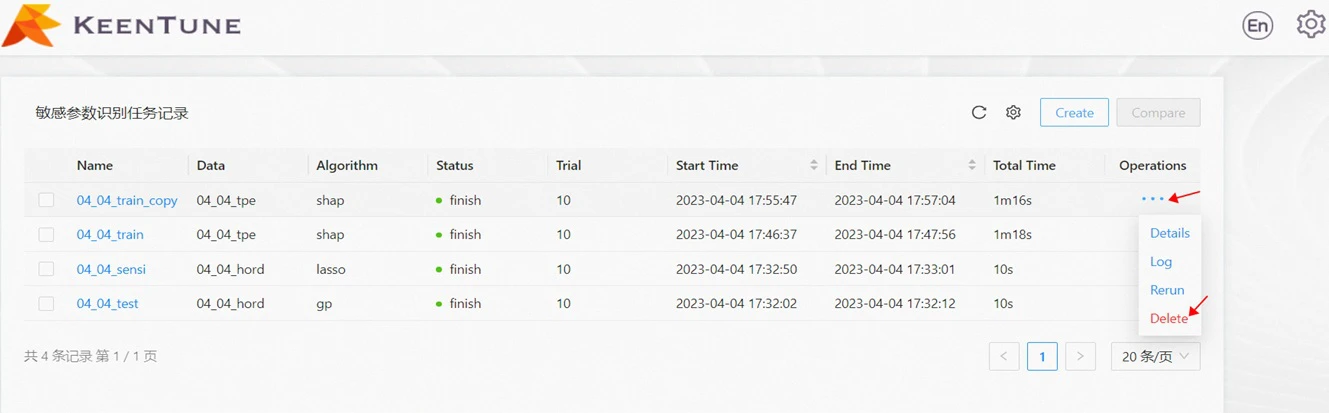 KEENTUNE
En
敏感参数识别任务记录
Create
Compare
Name Data Algorithm Status Trial Start Time End Time Total Time Operations
04_04_train_copy 04_04_tpe shap finish 10 2023-04-04 17:55:47 2023-04-04 17:57:04 1m16s ...
04_04_train 04_04_tpe shap finish 10 2023-04-04 17:46:37 2023-04-04 17:47:56 1m18s
Details
04_04_sensi 04_04_hord lasso finish 10 2023-04-04 17:32:50 2023-04-04 17:33:01 10s
Log
Rerun
04_04_test 04_04_hord gp finish 10 2023-04-04 17:32:02 2023-04-04 17:32:12 10s
Delete
共 4 条记录 第 1 / 1 页
< 1 > 20 条/页